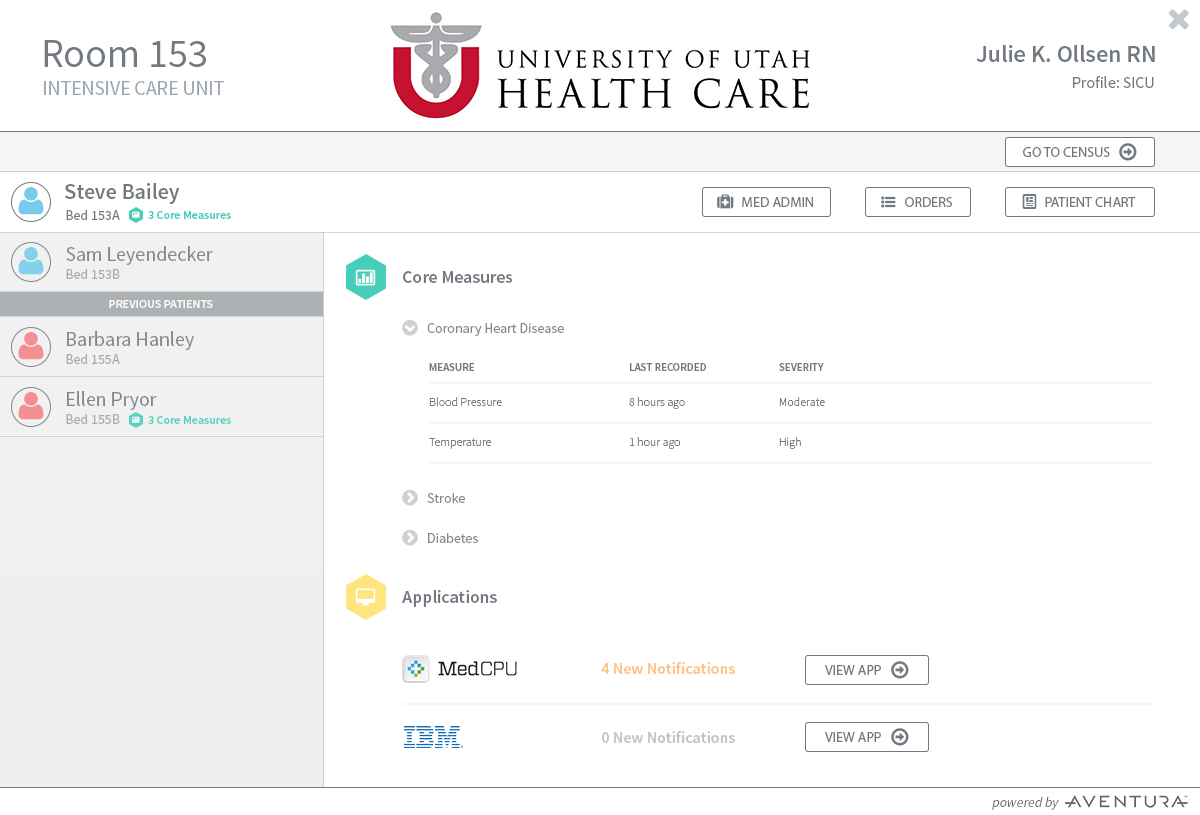 Room 153
INTENSIVE CARE UNIT
UNIVERSITY OF UTAH
HEALTH CARE
Julie K. Ollsen RN
Profile: SICU
GO TO CENSUS
Steve Bailey
Bed 153A 3 Core Measures
MED ADMIN
ORDERS
PATIENT CHART
Sam Leyendecker
Bed 153B
PREVIOUS PATIENTS
Barbara Hanley
Bed 155A
Ellen Pryor
Bed 155B 3 Core Measures
Core Measures
Coronary Heart Disease
MEASURE LAST RECORDED SEVERITY
Blood Pressure 8 hours ago Moderate
Temperature 1 hour ago High
Stroke
Diabetes
Applications
MedCPU 4 New Notifications VIEW APP
IBM 0 New Notifications VIEW APP
powered by AVENTURA